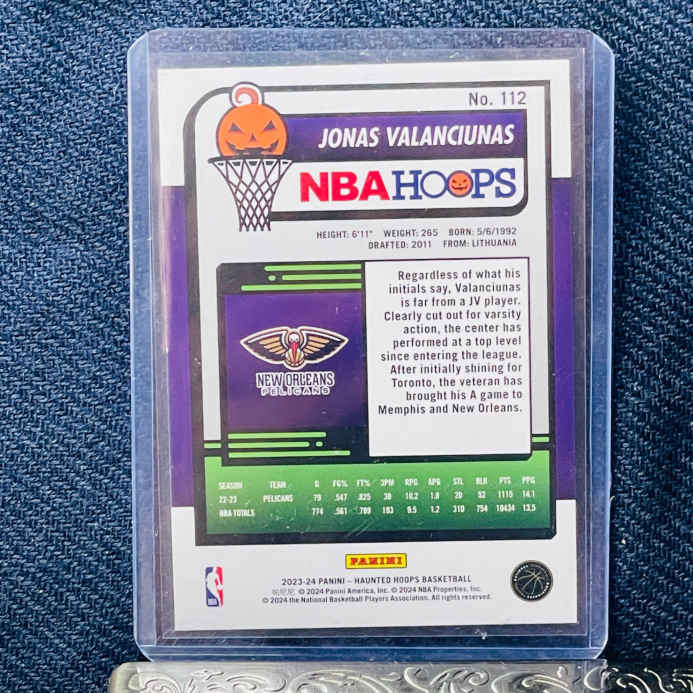 No. 112
JONAS VALANCIUNAS
NBA HOOPS
HEIGHT: 6'11" WEIGHT: 265 BORN: 5/6/1992
DRAFTED: 2011 FROM: LITHUANIA
Regardless of what his
initials say, Valanciunas
is far from a JV player.
Clearly cut out for varsity
action, the center has
performed at a top level
since entering the league.
After initially shining for
Toronto, the veteran has
brought his A game to
Memphis and New Orleans.
NEW ORLEANS
PELICANS
SEASON TEAM G FG% FT% 3PM RPG APG STL BLK PTS PPG
22-23 PELICANS 79 .547 .825 38 10.2 1.8 20 52 1115 14.1
NBA TOTALS 774 .561 .789 183 9.5 1.2 310 754 10434 13.5
PANINI
2023-24 PANINI – HAUNTED HOOPS BASKETBALL
帕尼尼. © 2024 Panini America, Inc. © 2024 NBA Properties, Inc.
© 2024 the National Basketball Players Association. All rights reserved.